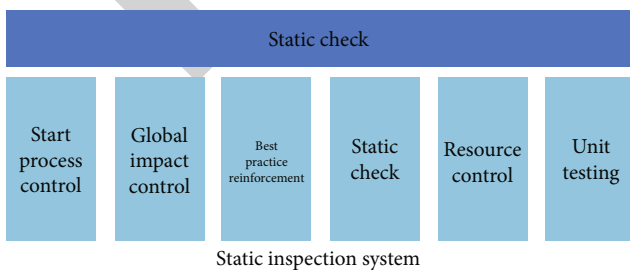 Static check
Start
process
control
Global
impact
control
Best
practice
reinforcement
Static
check
Resource
control
Unit
testing
Static inspection system